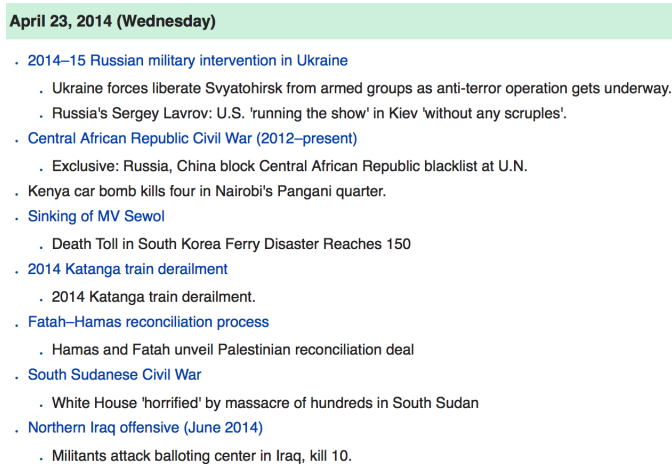 April 23, 2014 (Wednesday)
2014–15 Russian military intervention in Ukraine
Ukraine forces liberate Svyatohirsk from armed groups as anti-terror operation gets underway.
Russia's Sergey Lavrov: U.S. 'running the show' in Kiev 'without any scruples'.
Central African Republic Civil War (2012–present)
Exclusive: Russia, China block Central African Republic blacklist at U.N.
Kenya car bomb kills four in Nairobi's Pangani quarter.
Sinking of MV Sewol
Death Toll in South Korea Ferry Disaster Reaches 150
2014 Katanga train derailment
2014 Katanga train derailment.
Fatah–Hamas reconciliation process
Hamas and Fatah unveil Palestinian reconciliation deal
South Sudanese Civil War
White House 'horrified' by massacre of hundreds in South Sudan
Northern Iraq offensive (June 2014)
Militants attack balloting center in Iraq, kill 10.